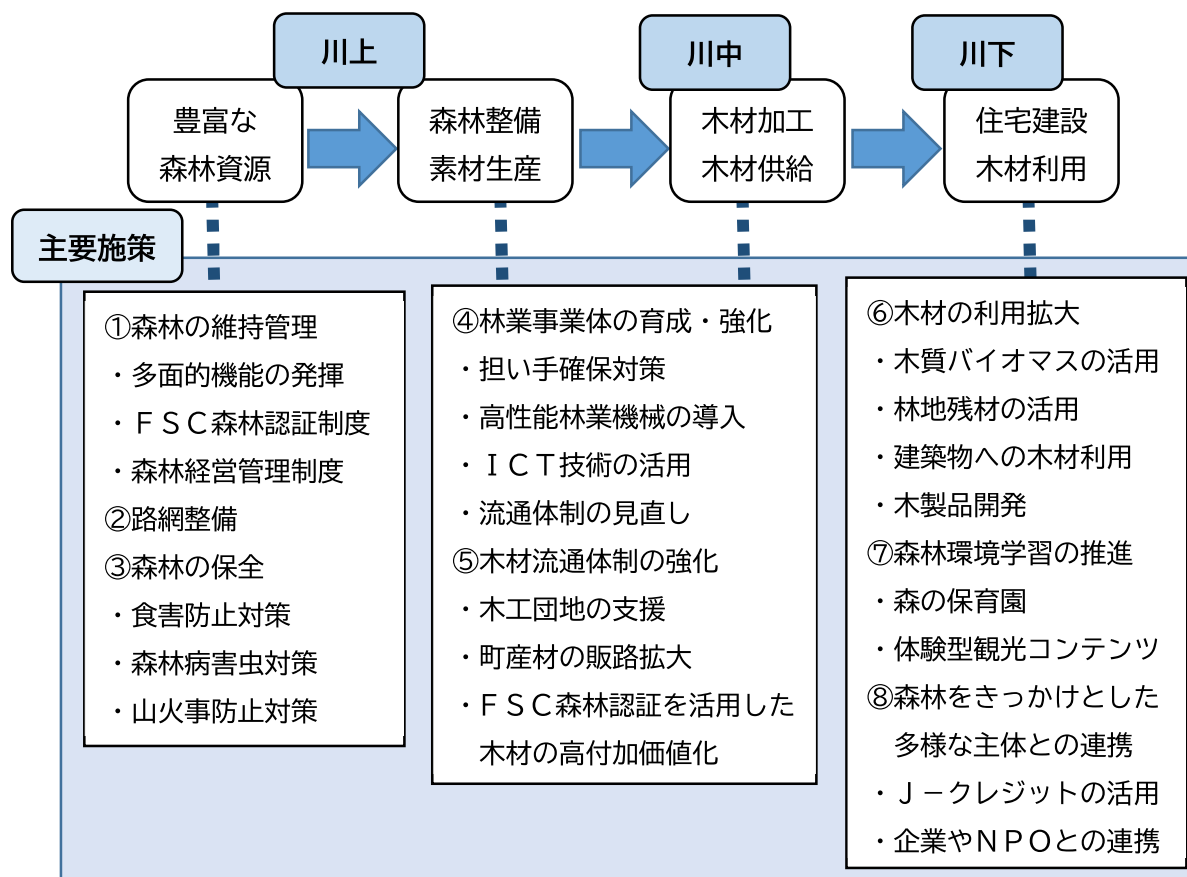 川上
川中
川下
豊富な
森林資源
森林整備
素材生産
木材加工
木材供給
住宅建設
木材利用
主要施策
①森林の維持管理
・多面的機能の発揮
・ＦＳＣ森林認証制度
・森林経営管理制度
②路網整備
③森林の保全
・食害防止対策
・森林病害虫対策
・山火事防止対策
④林業事業体の育成・強化
・担い手確保対策
・高性能林業機械の導入
・ＩＣＴ技術の活用
・流通体制の見直し
⑤木材流通体制の強化
・木工団地の支援
・町産材の販路拡大
・ＦＳＣ森林認証を活用した
木材の高付加価値化
⑥木材の利用拡大
・木質バイオマスの活用
・林地残材の活用
・建築物への木材利用
・木製品開発
⑦森林環境学習の推進
・森の保育園
・体験型観光コンテンツ
⑧森林をきっかけとした
多様な主体との連携
・Ｊ－クレジットの活用
・企業やＮＰＯとの連携